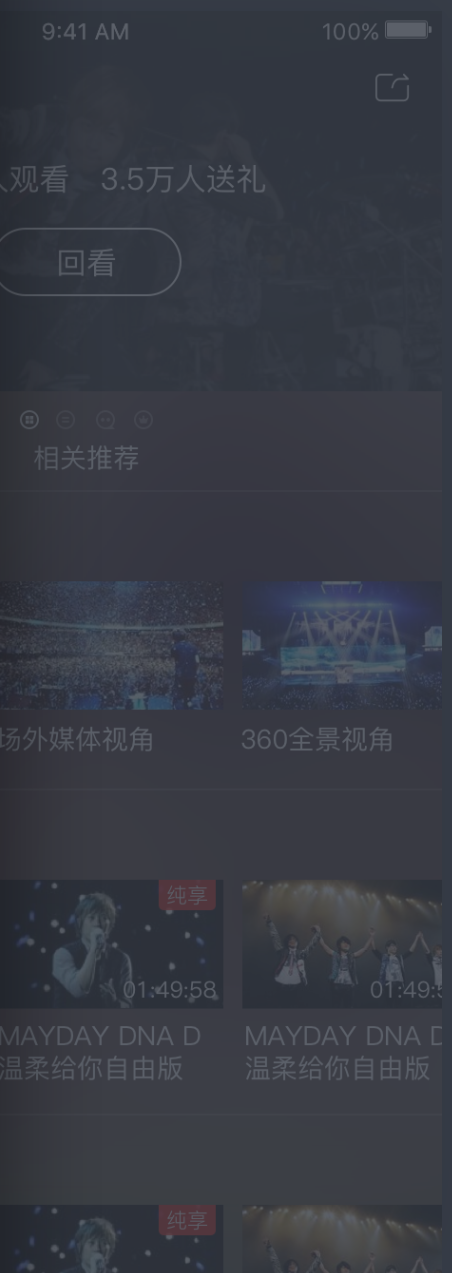 9:41 AM 100%
人观看 3.5万人送礼
回看
相关推荐
场外媒体视角 360全景视角
纯享
01:49:58 01:49:5
MAYDAY DNA D MAYDAY DNA D
温柔给你自由版 温柔给你自由版
纯享